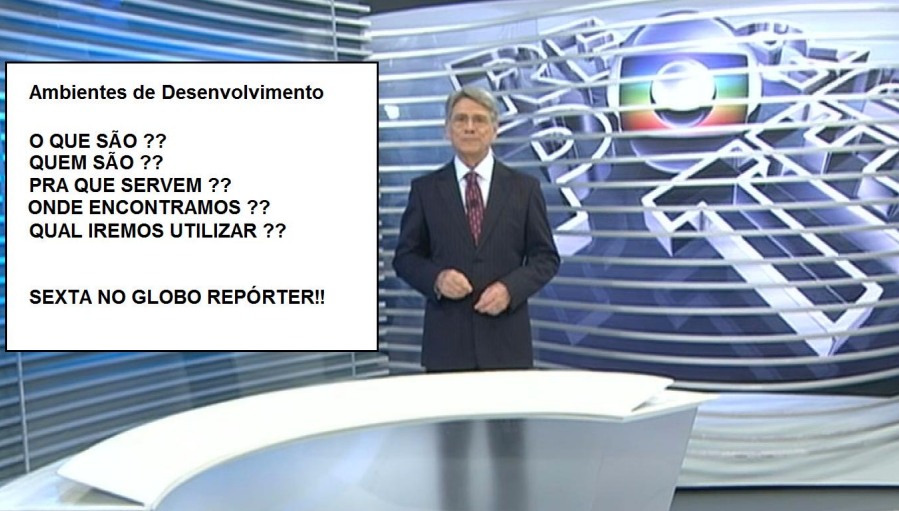 Ambientes de Desenvolvimento
O QUE SÃO ??
QUEM SÃO ??
PRA QUE SERVEM ??
ONDE ENCONTRAMOS ??
QUAL IREMOS UTILIZAR ??
SEXTA NO GLOBO REPÓRTER!!